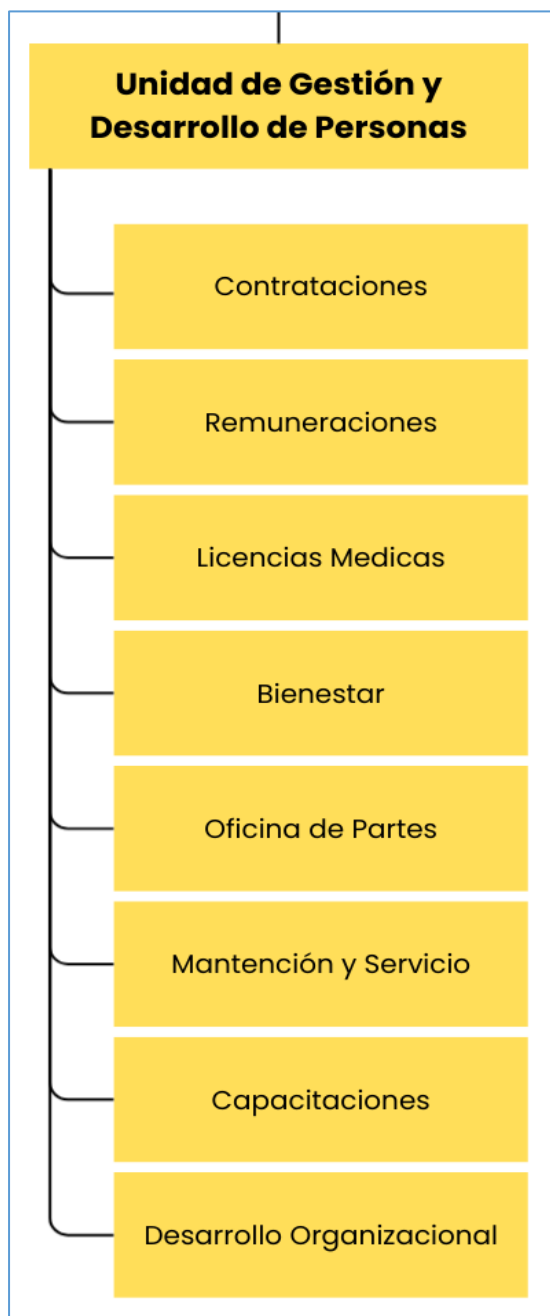 Unidad de Gestión y
Desarrollo de Personas
Contrataciones
Remuneraciones
Licencias Medicas
Bienestar
Oficina de Partes
Mantención y Servicio
Capacitaciones
Desarrollo Organizacional